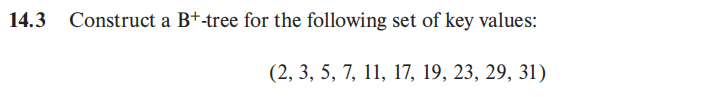 14.3 Construct a B⁺-tree for the following set of key values:
(2, 3, 5, 7, 11, 17, 19, 23, 29, 31)